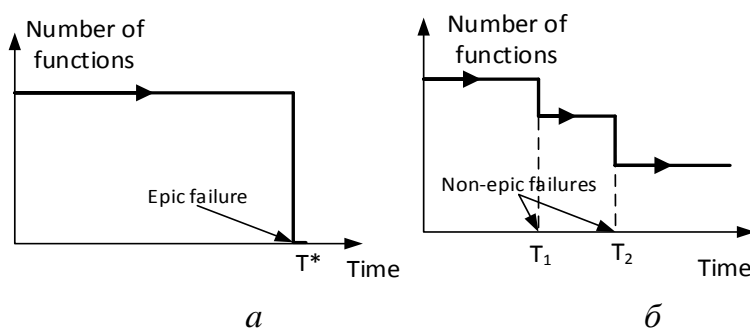 Number of
functions
Epic failure
T*
Time
а
Number of
functions
Non-epic failures
T1
T2
Time
б